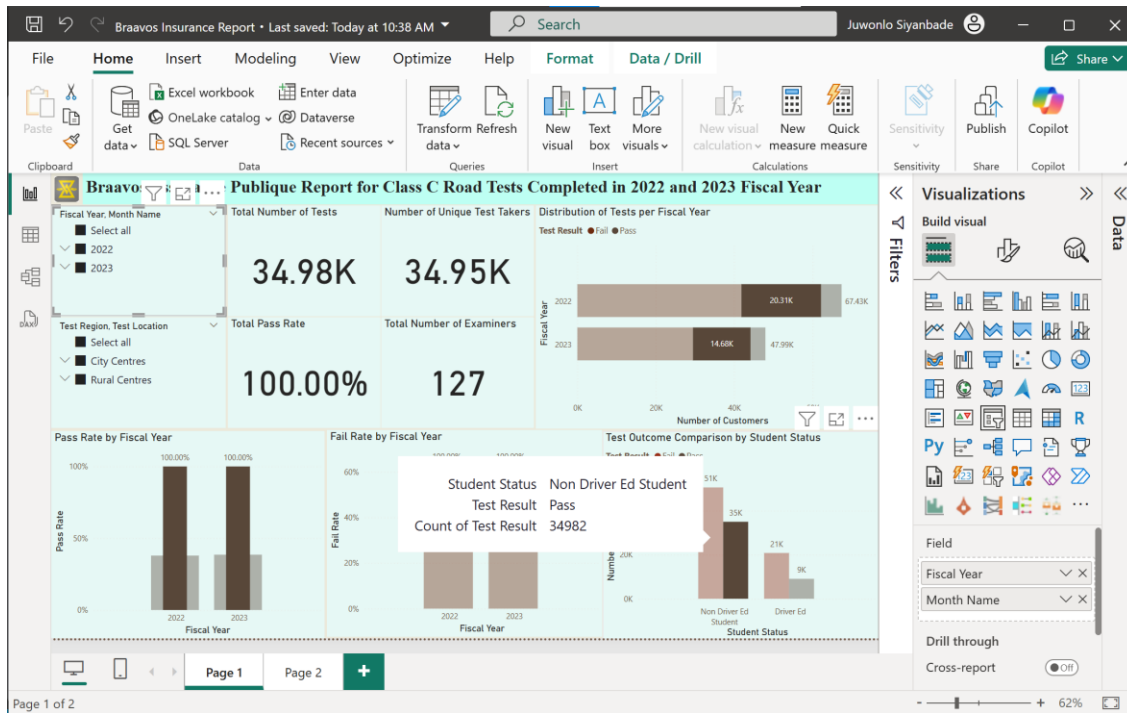 Braavos Insurance Report • Last saved: Today at 10:38 AM
Search
Juwonlo Siyanbade
File Home Insert Modeling View Optimize Help Format Data / Drill
Share
Paste
Clipboard
Get data
Excel workbook
OneLake catalog
SQL Server
Enter data
Dataverse
Recent sources
Data
Transform data
Refresh
Queries
New visual
Text box
More visuals
Insert
New visual calculation
New measure
Quick measure
Calculations
Sensitivity
Sensitivity
Publish
Share
Copilot
Copilot
Publique Report for Class C Road Tests Completed in 2022 and 2023 Fiscal Year
Fiscal Year, Month Name
Select all
2022
2023
Total Number of Tests
34.98K
Number of Unique Test Takers
34.95K
Distribution of Tests per Fiscal Year
Test Result Fail Pass
Fiscal Year
2022
20.31K
67.43K
2023
14.68K
47.99K
0K 20K 40K
Number of Customers
Test Region, Test Location
Select all
City Centres
Rural Centres
Total Pass Rate
100.00%
Total Number of Examiners
127
Pass Rate by Fiscal Year
Pass Rate
100%
50%
0%
100.00% 100.00%
2022 2023
Fiscal Year
Fail Rate by Fiscal Year
Fail Rate
60%
40%
20%
0%
2022 2023
Fiscal Year
Test Outcome Comparison by Student Status
Student Status Non Driver Ed Student
Test Result Pass
Count of Test Result 34982
51K
35K
21K
9K
20K
0K
Non Driver Ed Student
Driver Ed
Student Status
Filters
Visualizations
Build visual
123
R
Py
Field
Fiscal Year
Month Name
Drill through
Cross-report
Off
Data
DAX
Page 1
Page 2
Page 1 of 2
62%